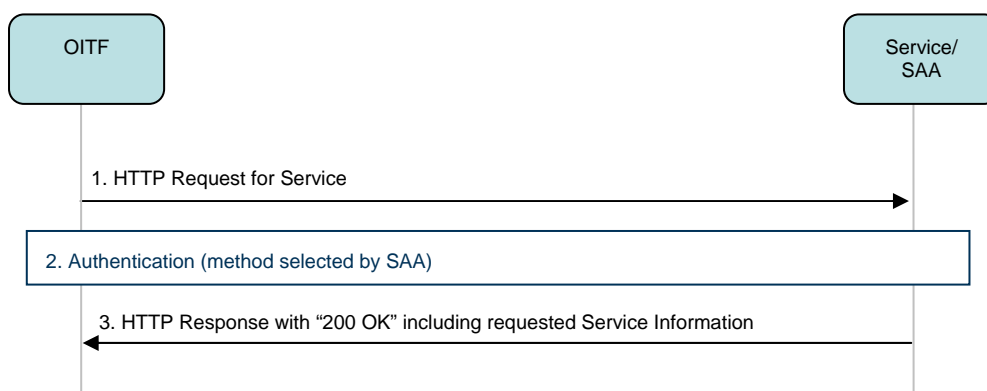 OITF
Service/
SAA
1. HTTP Request for Service
2. Authentication (method selected by SAA)
3. HTTP Response with “200 OK” including requested Service Information